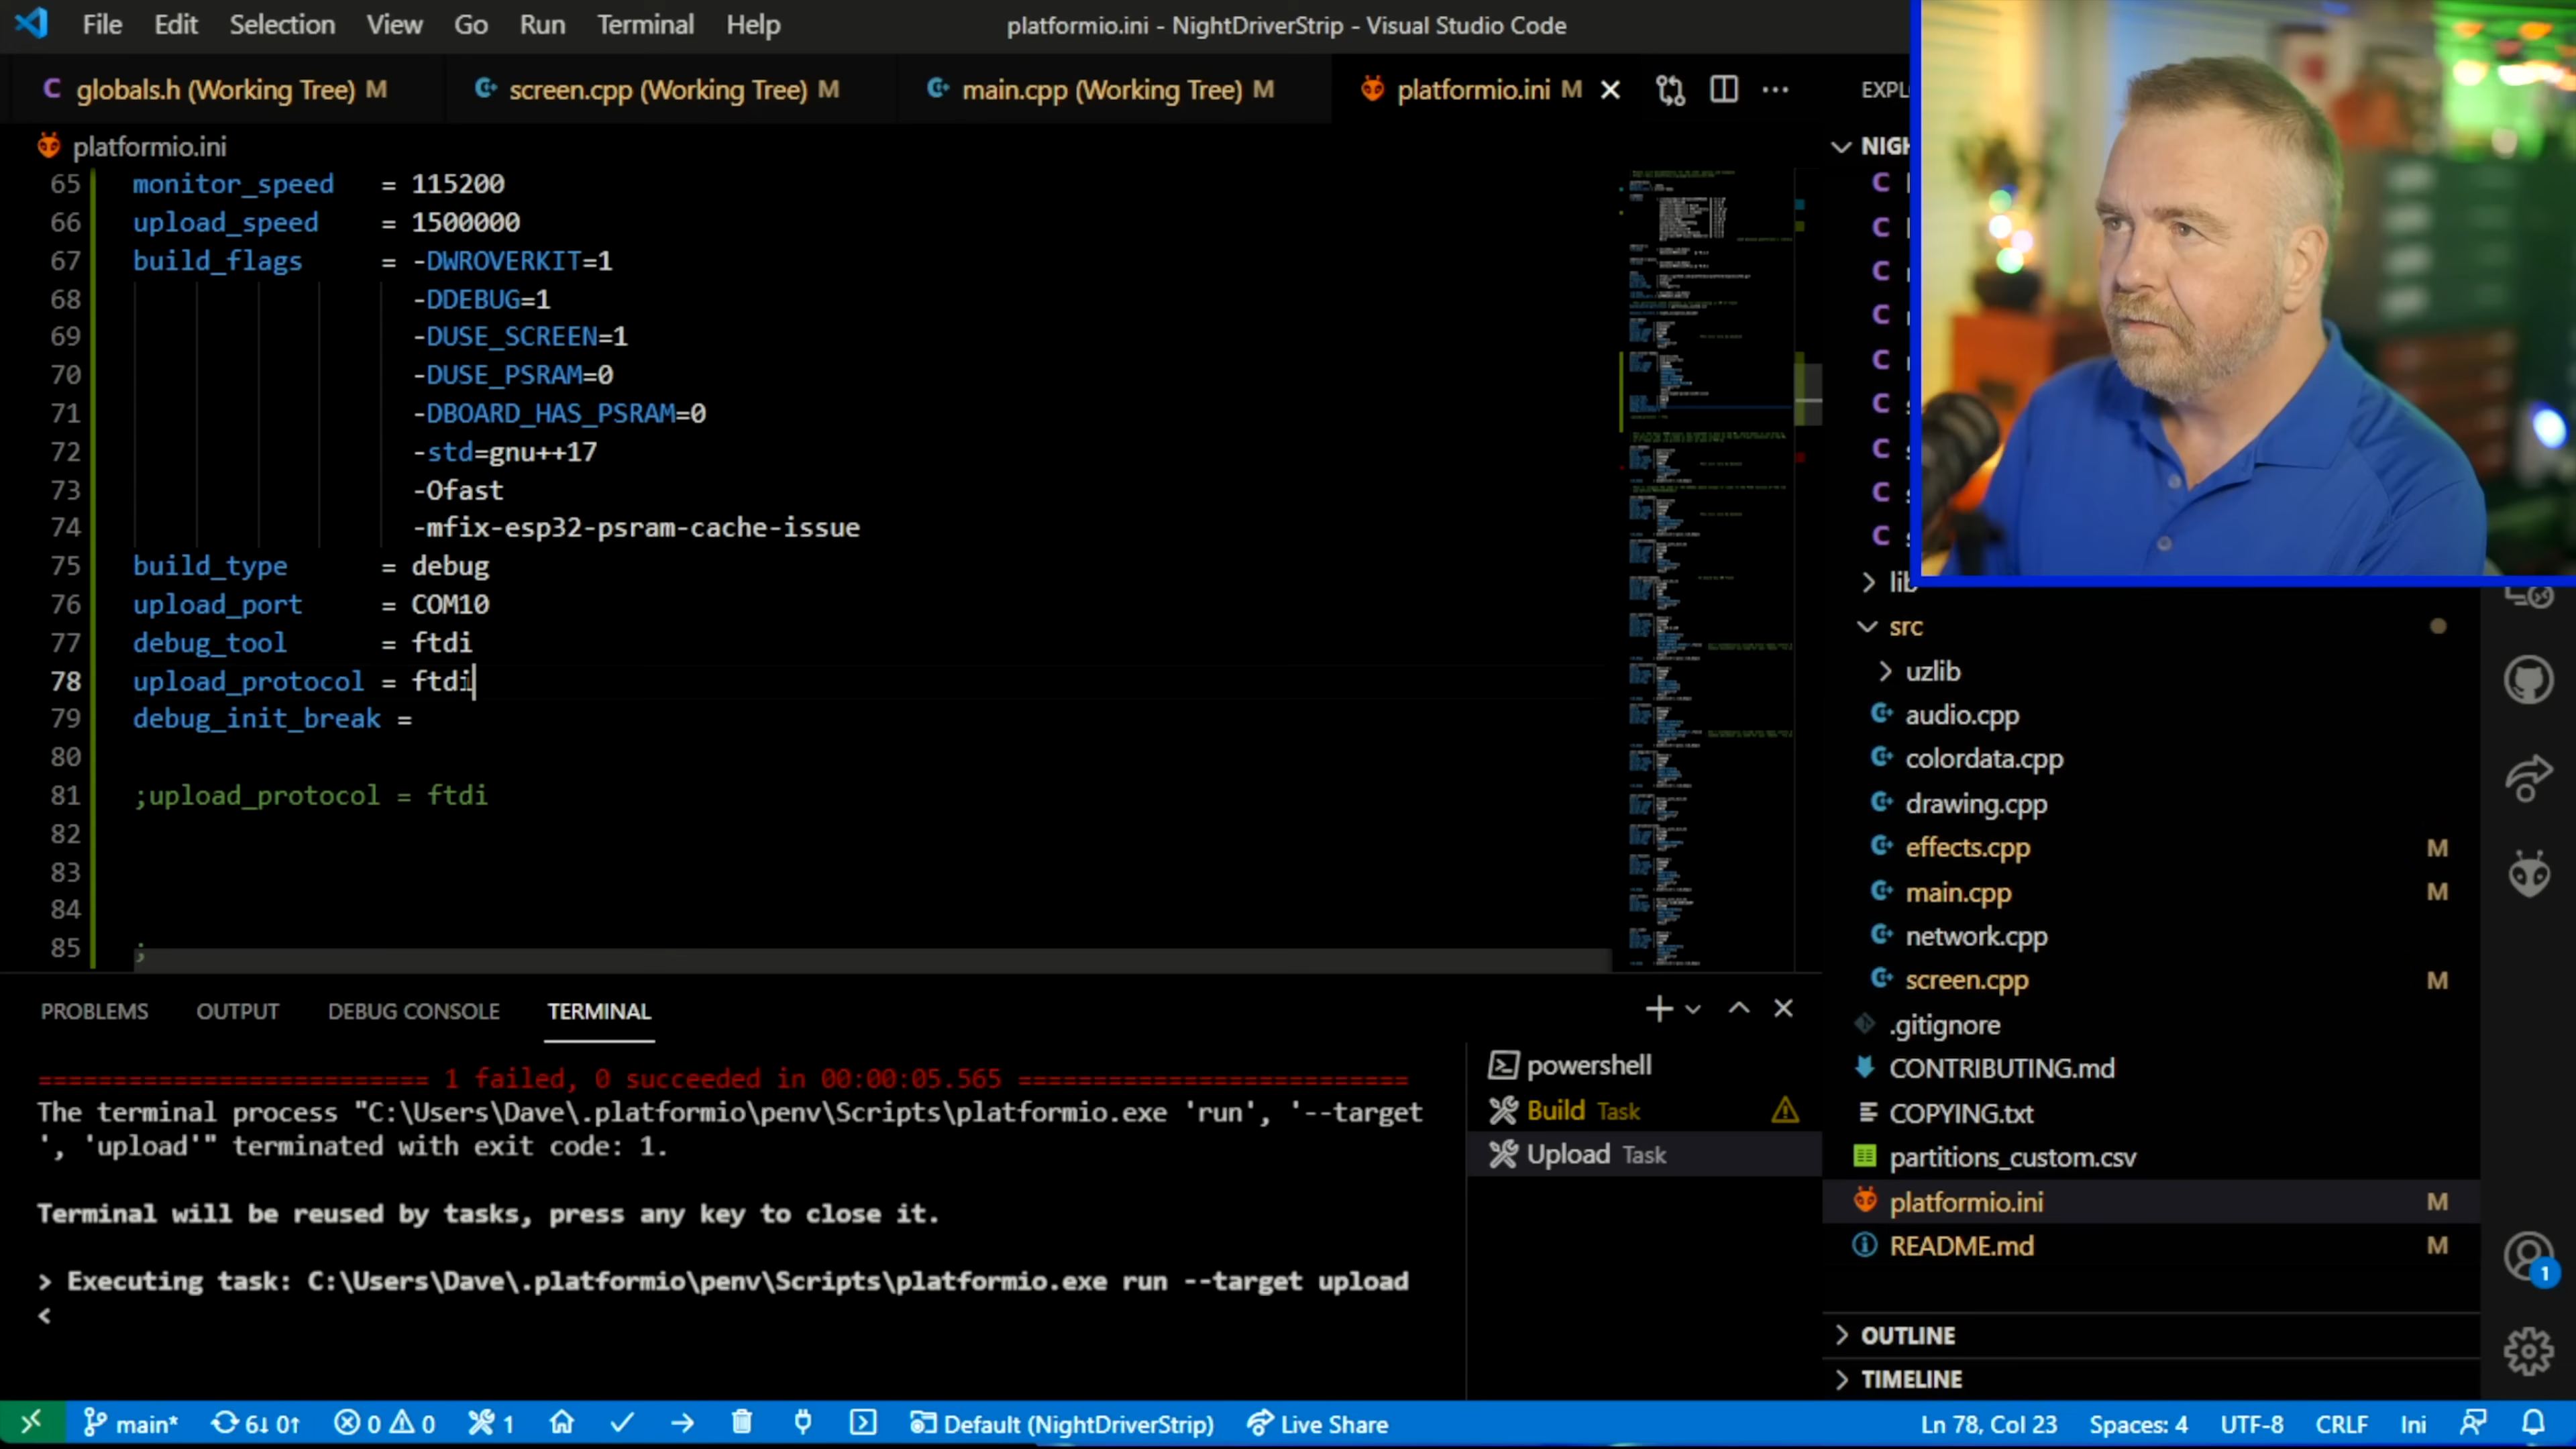 File Edit Selection View Go Run Terminal Help
platformio.ini - NightDriverStrip - Visual Studio Code
globals.h (Working Tree) M
screen.cpp (Working Tree) M
main.cpp (Working Tree) M
platformio.ini M
platformio.ini
65 monitor_speed = 115200
66 upload_speed = 1500000
67 build_flags = -DWROVERKIT=1
68 -DDEBUG=1
69 -DUSE_SCREEN=1
70 -DUSE_PSRAM=0
71 -DBOARD_HAS_PSRAM=0
72 -std=gnu++17
73 -Ofast
74 -mfix-esp32-psram-cache-issue
75 build_type = debug
76 upload_port = COM10
77 debug_tool = ftdi
78 upload_protocol = ftdi
79 debug_init_break =
80
81 ;upload_protocol = ftdi
82
83
84
85 ;
PROBLEMS OUTPUT DEBUG CONSOLE TERMINAL
========================== 1 failed, 0 succeeded in 00:00:05.565 ==========================
The terminal process "C:\Users\Dave\.platformio\penv\Scripts\platformio.exe 'run', '--target
', 'upload'" terminated with exit code: 1.
Terminal will be reused by tasks, press any key to close it.
> Executing task: C:\Users\Dave\.platformio\penv\Scripts\platformio.exe run --target upload
<
powershell
Build Task
Upload Task
EXPL
NIGH
lib
src
uzlib
audio.cpp
colordata.cpp
drawing.cpp
effects.cpp M
main.cpp M
network.cpp
screen.cpp M
.gitignore
CONTRIBUTING.md
COPYING.txt
partitions_custom.csv
platformio.ini M
README.md M
OUTLINE
TIMELINE
1
main* 6↓ 0↑ 0 0 1 Default (NightDriverStrip) Live Share
Ln 78, Col 23 Spaces: 4 UTF-8 CRLF Ini